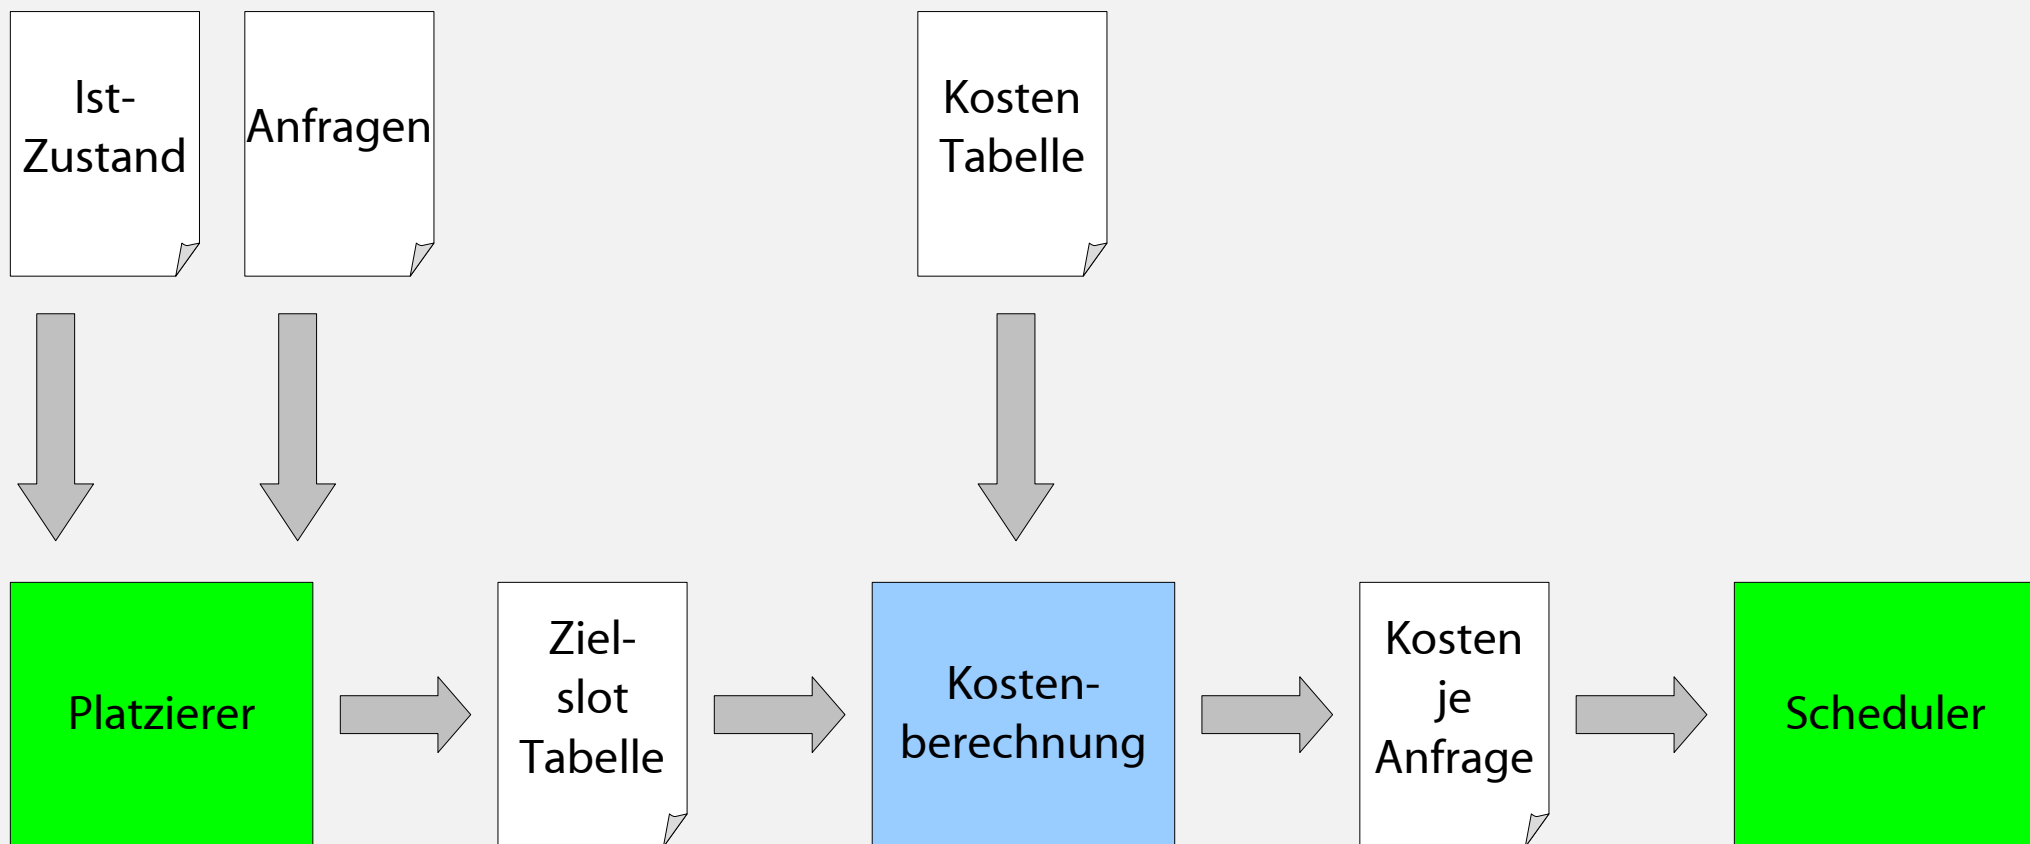 Ist-
Zustand
Anfragen
Kosten
Tabelle
Platzierer
Ziel-
slot
Tabelle
Kosten-
berechnung
Kosten
je
Anfrage
Scheduler